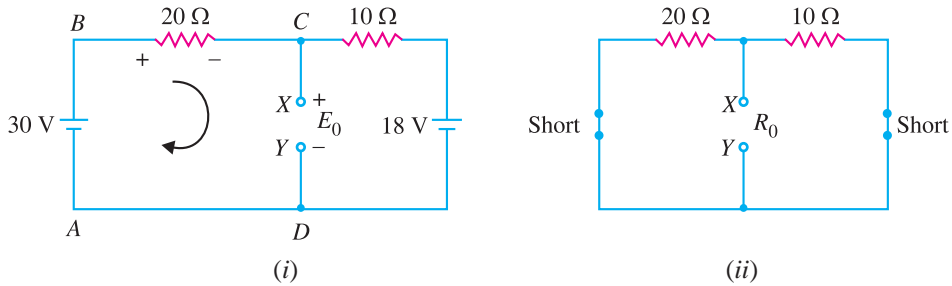 B 20 Ω C 10 Ω
+ −
30 V X + E0 Y − 18 V
A D
(i)
20 Ω 10 Ω
Short X R0 Y Short
(ii)